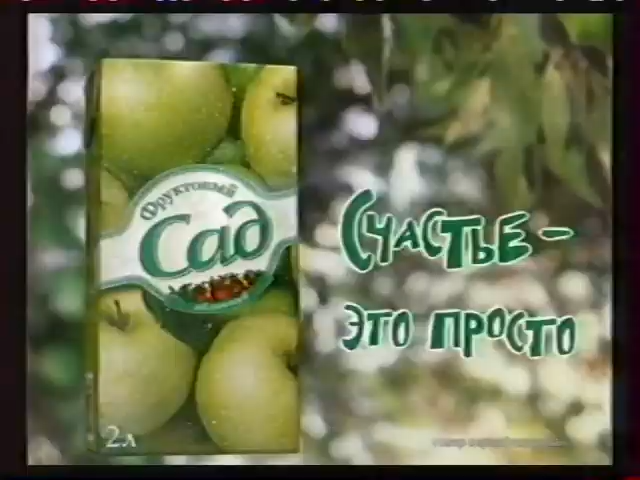 Фруктовый
Сад
2л
Счастье –
это просто